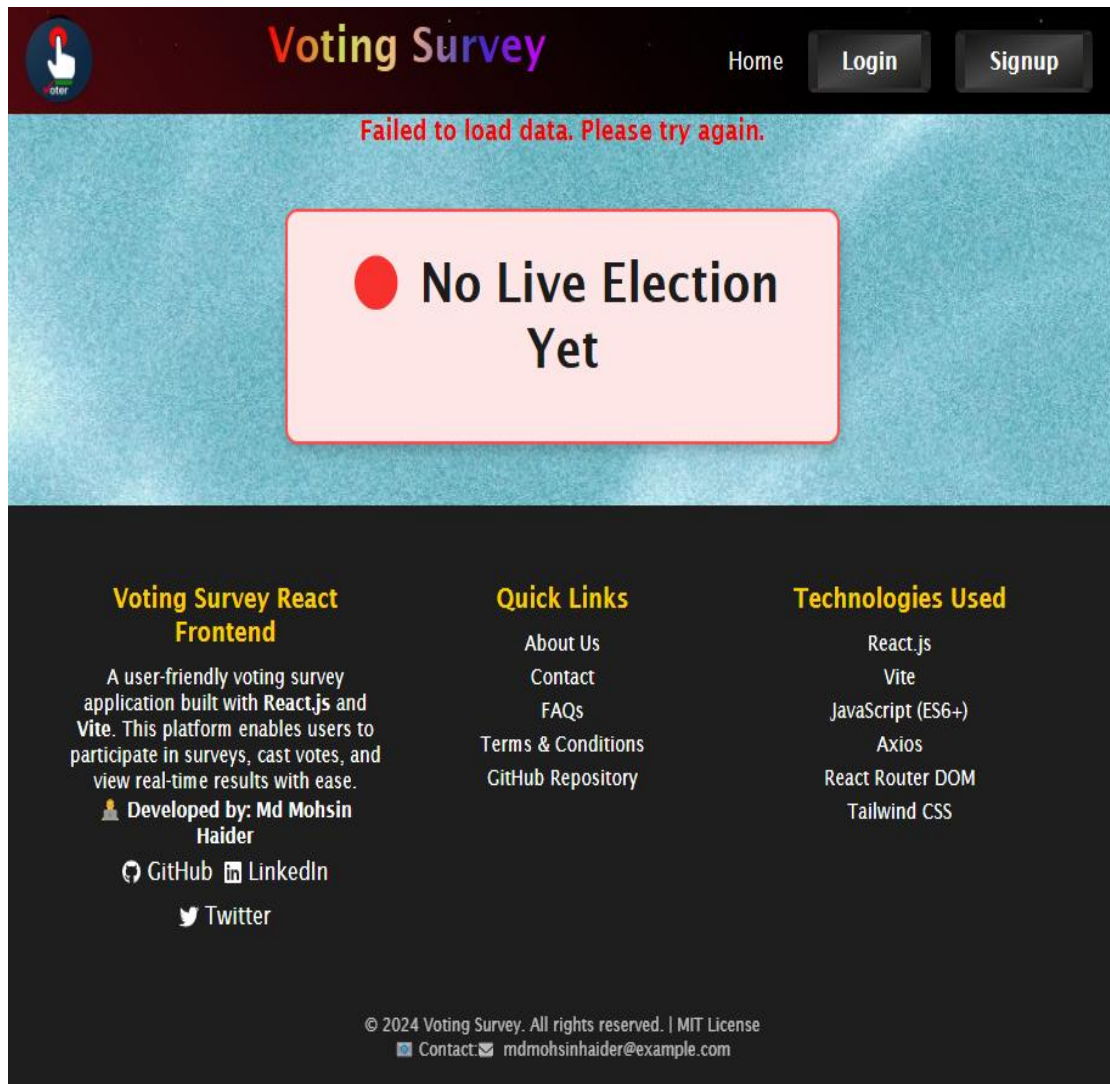 Voter
Voting Survey
Home
Login
Signup
Failed to load data. Please try again.
No Live Election
Yet
Voting Survey React
Frontend
A user-friendly voting survey
application built with React.js and
Vite. This platform enables users to
participate in surveys, cast votes, and
view real-time results with ease.
Developed by: Md Mohsin
Haider
GitHub
LinkedIn
Twitter
Quick Links
About Us
Contact
FAQs
Terms & Conditions
GitHub Repository
Technologies Used
React.js
Vite
JavaScript (ES6+)
Axios
React Router DOM
Tailwind CSS
© 2024 Voting Survey. All rights reserved. | MIT License
Contact: mdmohsinhaider@example.com